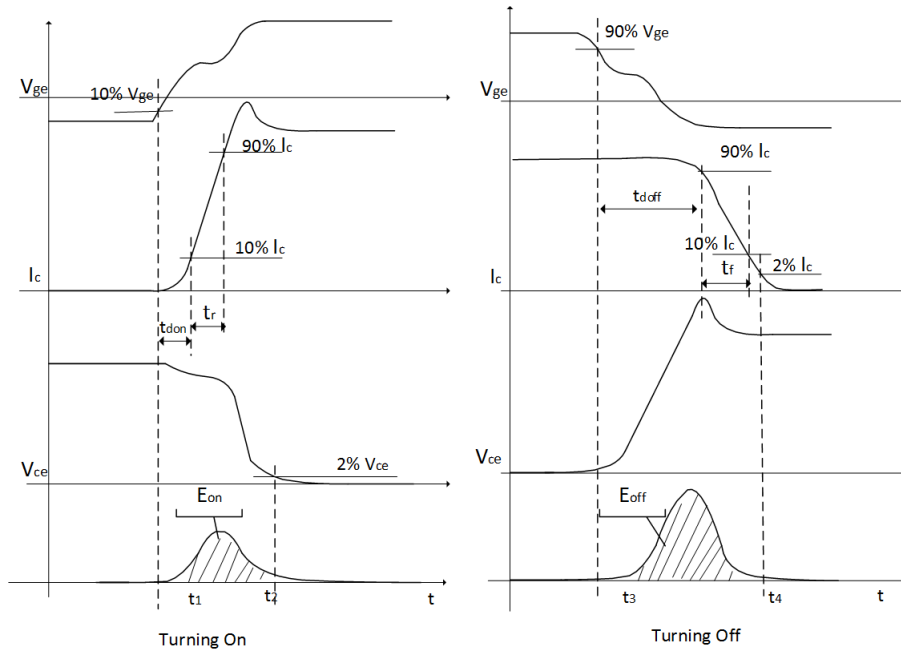 Vge
10% Vge
90% Ic
10% Ic
Ic
tr
tdon
Vce
2% Vce
Eon
t1
t2
t
Turning On
90% Vge
Vge
90% Ic
tdoff
10% Ic
2% Ic
tf
Ic
Vce
Eoff
t3
t4
t
Turning Off